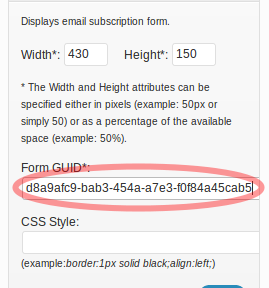 Displays email subscription form.
Width*: 430 Height*: 150
* The Width and Height attributes can be
specified either in pixels (example: 50px or
simply 50) or as a percentage of the available
space (example: 50%).
Form GUID*:
d8a9afc9-bab3-454a-a7e3-f0f84a45cab5
CSS Style:
(example:border:1px solid black;align:left;)